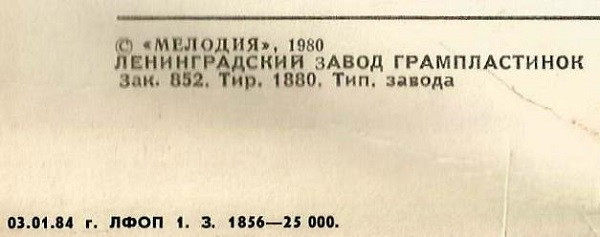 © «МЕЛОДИЯ», 1980
ЛЕНИНГРАДСКИЙ ЗАВОД ГРАМПЛАСТИНОК
Зак. 852. Тир. 1880. Тип. завода
03.01.84 г. ЛФОП 1. З. 1856—25 000.